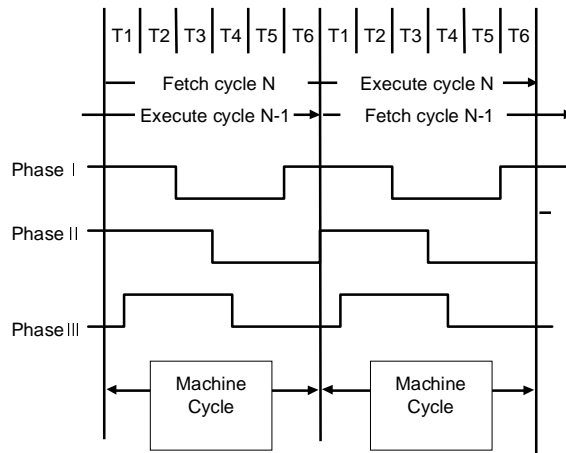 T1 T2 T3 T4 T5 T6 T1 T2 T3 T4 T5 T6
Fetch cycle N Execute cycle N
Execute cycle N-1 Fetch cycle N-1
Phase I
Phase II
Phase III
Machine Cycle
Machine Cycle